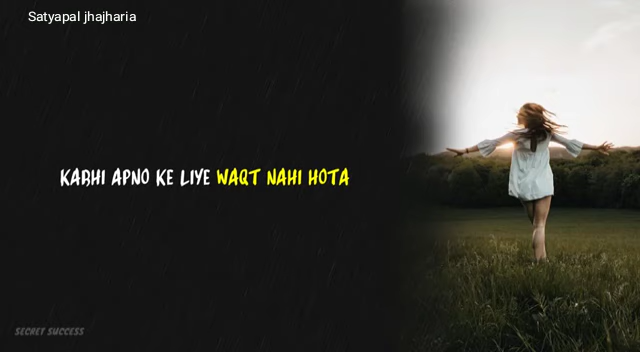 Satyapal jhajharia
KABHI APNO KE LIYE WAQT NAHI HOTA
SECRET SUCCESS